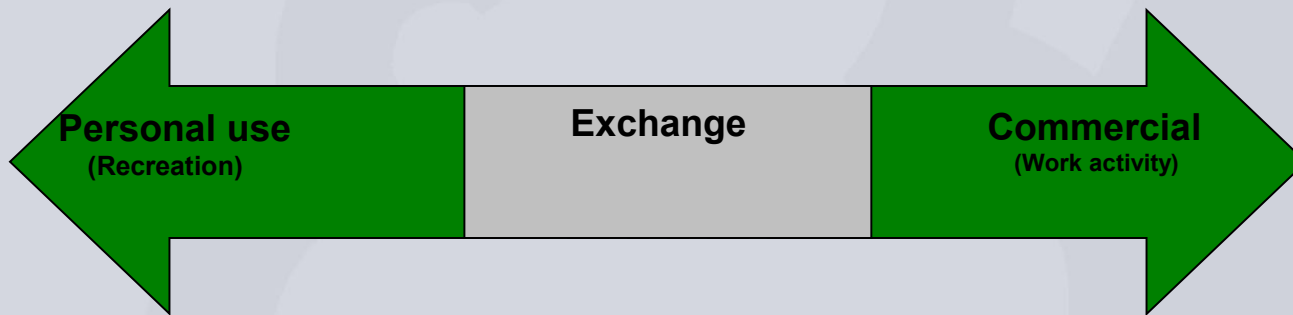 Personal use
(Recreation)
Exchange
Commercial
(Work activity)